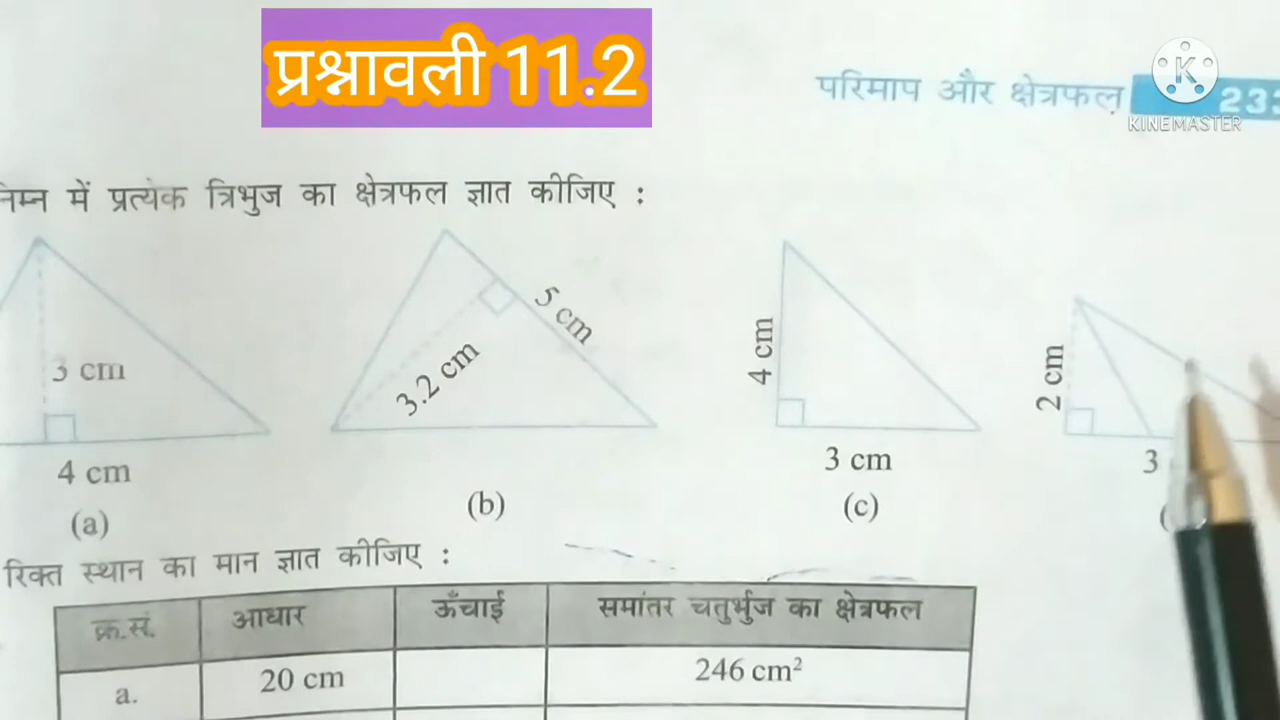 प्रश्नावली 11.2
परिमाप और क्षेत्रफल
KINEMASTER
में प्रत्येक त्रिभुज का क्षेत्रफल ज्ञात कीजिए :
3 cm
4 cm
(a)
3.2 cm
5 cm
(b)
4 cm
3 cm
(c)
2 cm
3
रिक्त स्थान का मान ज्ञात कीजिए :
क्र.सं. आधार ऊँचाई समांतर चतुर्भुज का क्षेत्रफल
a. 20 cm 246 cm²